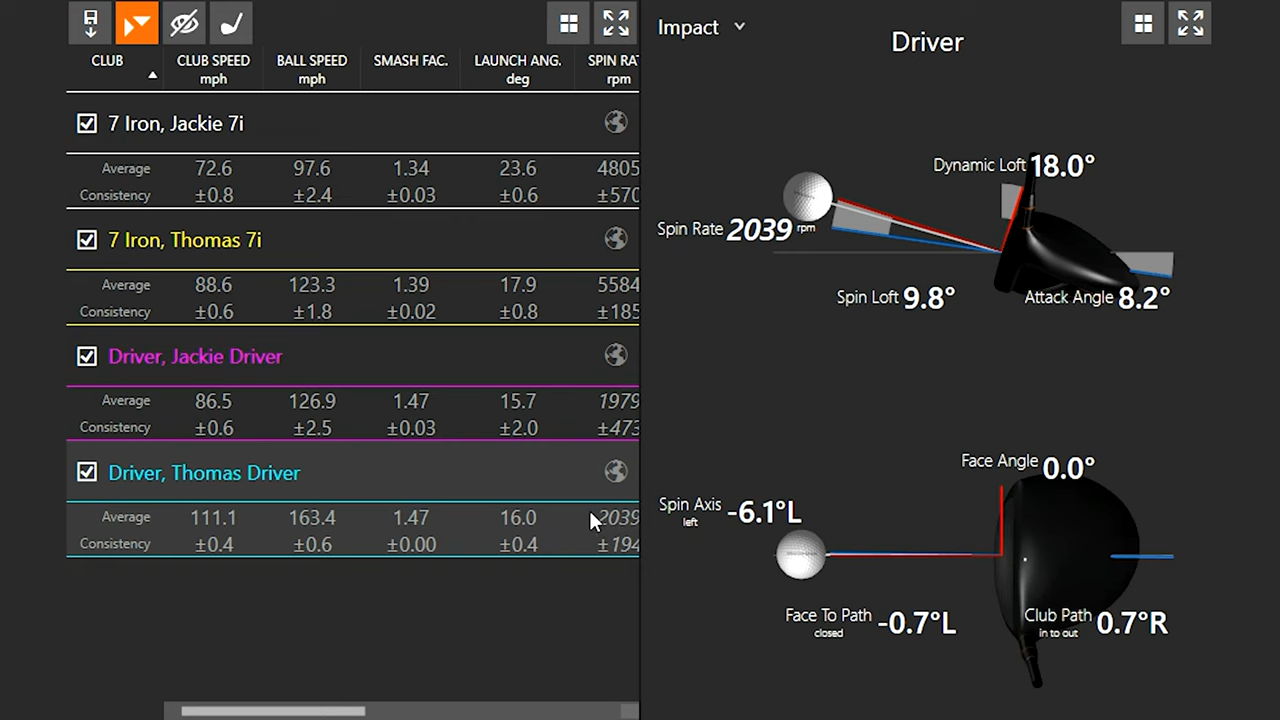 CLUB CLUB SPEED BALL SPEED SMASH FAC. LAUNCH ANG. SPIN RA
mph mph deg rpm
7 Iron, Jackie 7i
Average 72.6 97.6 1.34 23.6 4805
Consistency ±0.8 ±2.4 ±0.03 ±0.6 ±570
7 Iron, Thomas 7i
Average 88.6 123.3 1.39 17.9 5584
Consistency ±0.6 ±1.8 ±0.02 ±0.8 ±185
Driver, Jackie Driver
Average 86.5 126.9 1.47 15.7 1979
Consistency ±0.6 ±2.5 ±0.03 ±2.0 ±473
Driver, Thomas Driver
Average 111.1 163.4 1.47 16.0 2039
Consistency ±0.4 ±0.6 ±0.00 ±0.4 ±194
Impact
Driver
Dynamic Loft 18.0°
Spin Rate 2039 rpm
Spin Loft 9.8° Attack Angle 8.2°
Face Angle 0.0°
Spin Axis -6.1°L
left
Face To Path -0.7°L Club Path 0.7°R
closed in to out